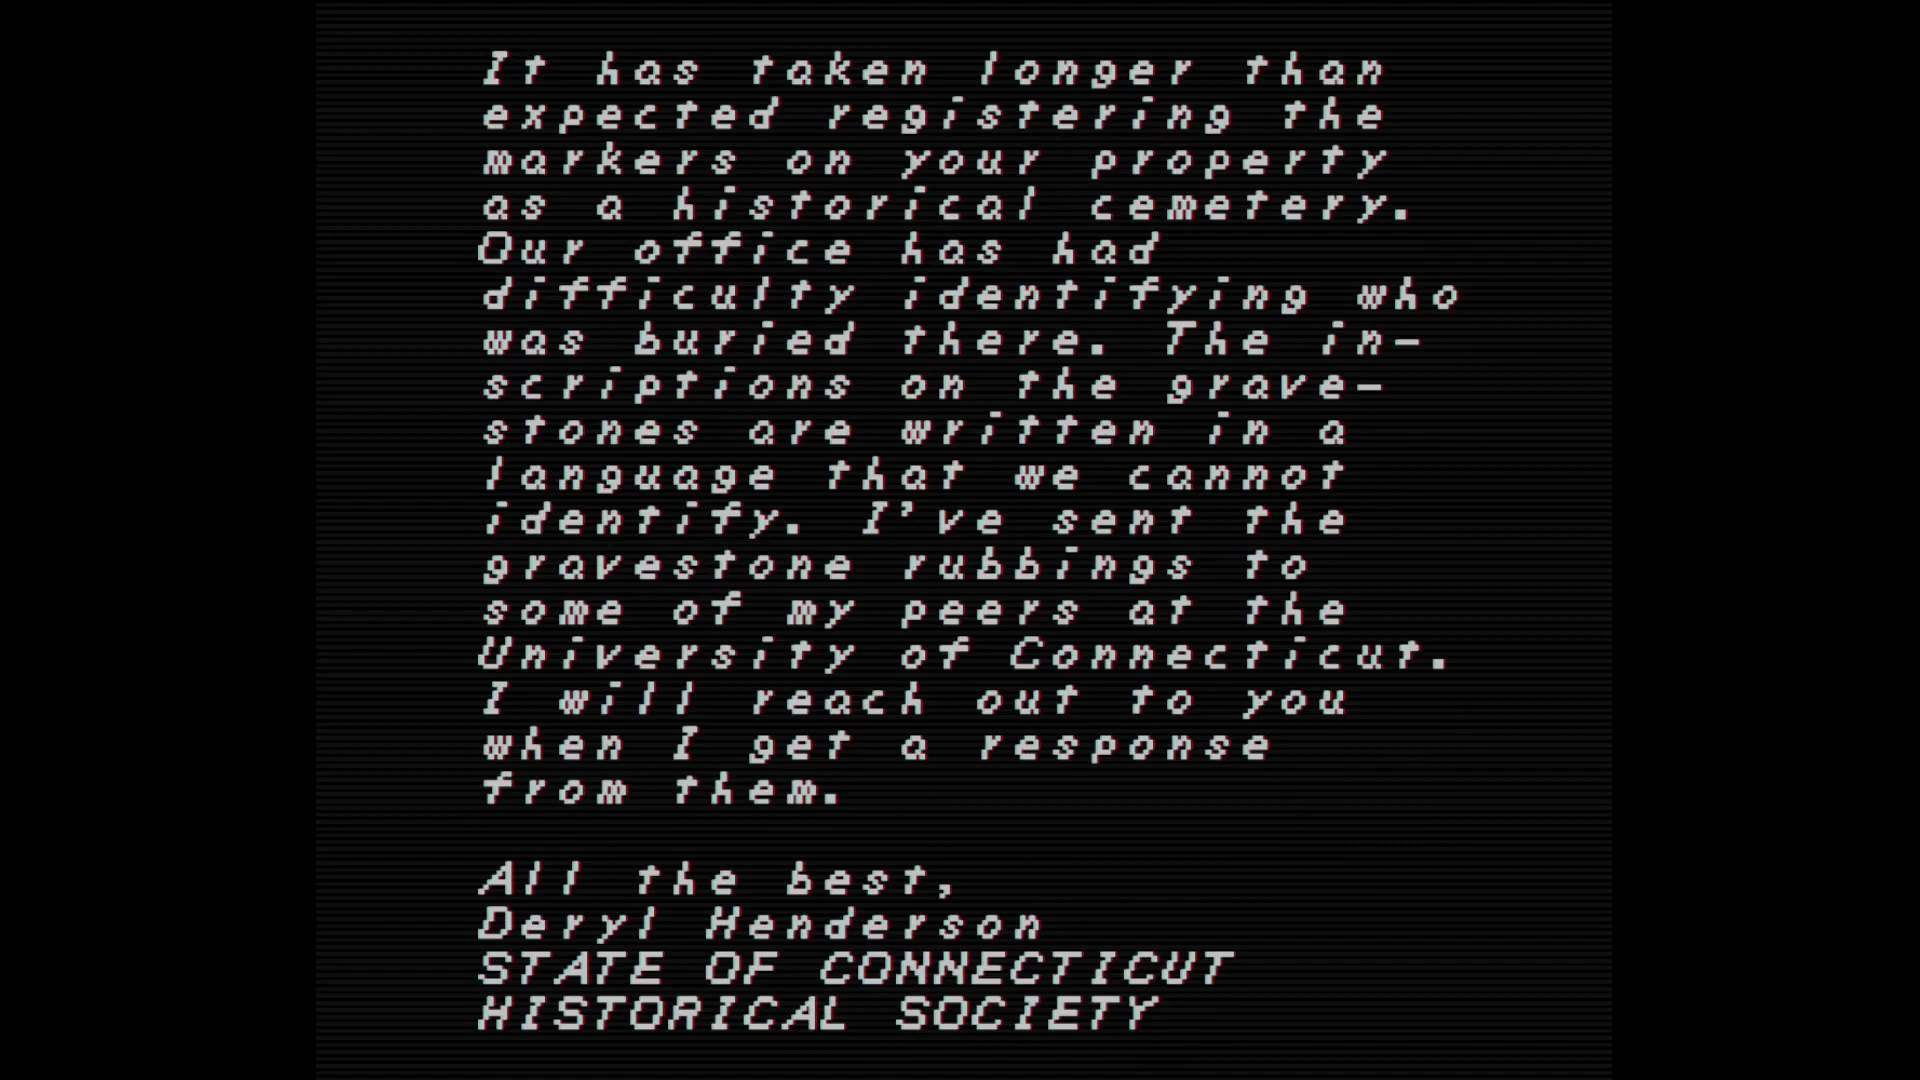 It has taken longer than
expected registering the
markers on your property
as a historical cemetery.
Our office has had
difficulty identifying who
was buried there. The in-
scriptions on the grave-
stones are written in a
language that we cannot
identify. I've sent the
gravestone rubbings to
some of my peers at the
University of Connecticut.
I will reach out to you
when I get a response
from them.
All the best,
Deryl Henderson
STATE OF CONNECTICUT
HISTORICAL SOCIETY